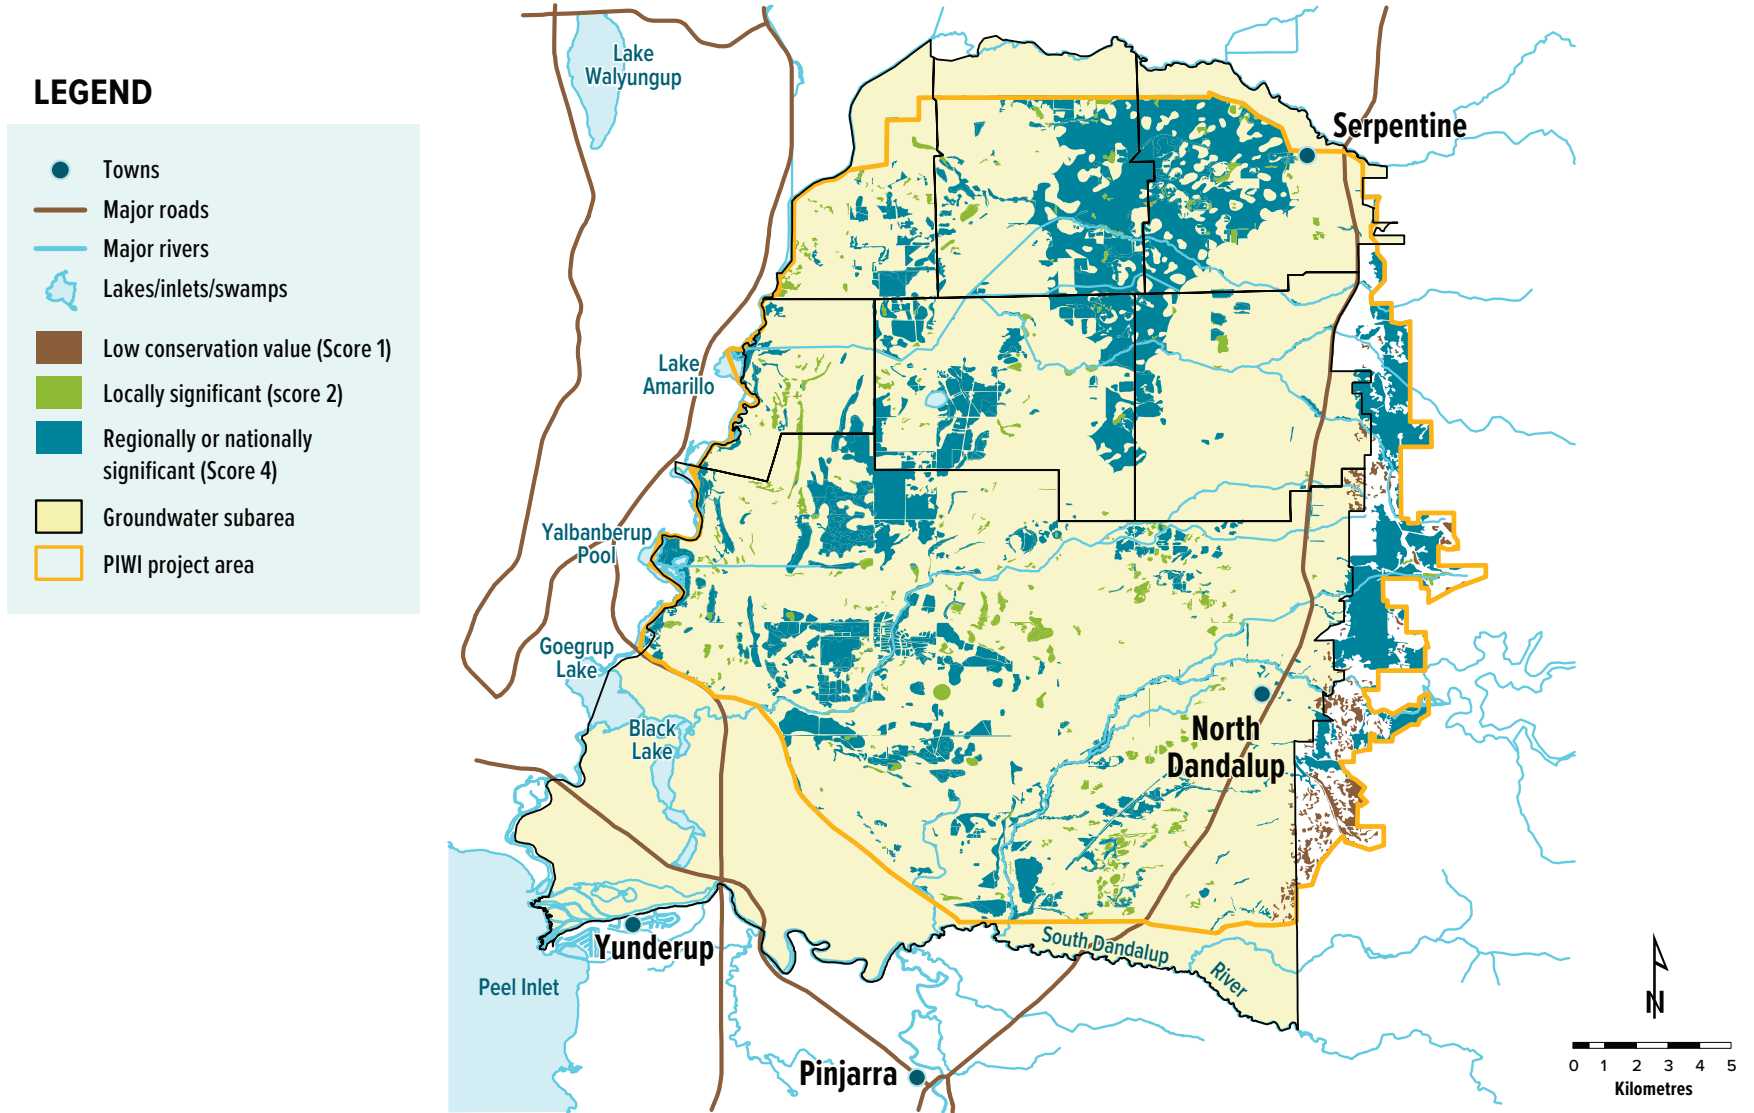 LEGEND
Towns
Major roads
Major rivers
Lakes/inlets/swamps
Low conservation value (Score 1)
Locally significant (score 2)
Regionally or nationally
significant (Score 4)
Groundwater subarea
PIWI project area
Lake
Walyungup
Serpentine
Lake
Amarillo
Yalbanberup
Pool
Goegrup
Lake
Black
Lake
North
Dandalup
Yunderup
South Dandalup
River
Peel Inlet
Pinjarra
N
0 1 2 3 4 5
Kilometres